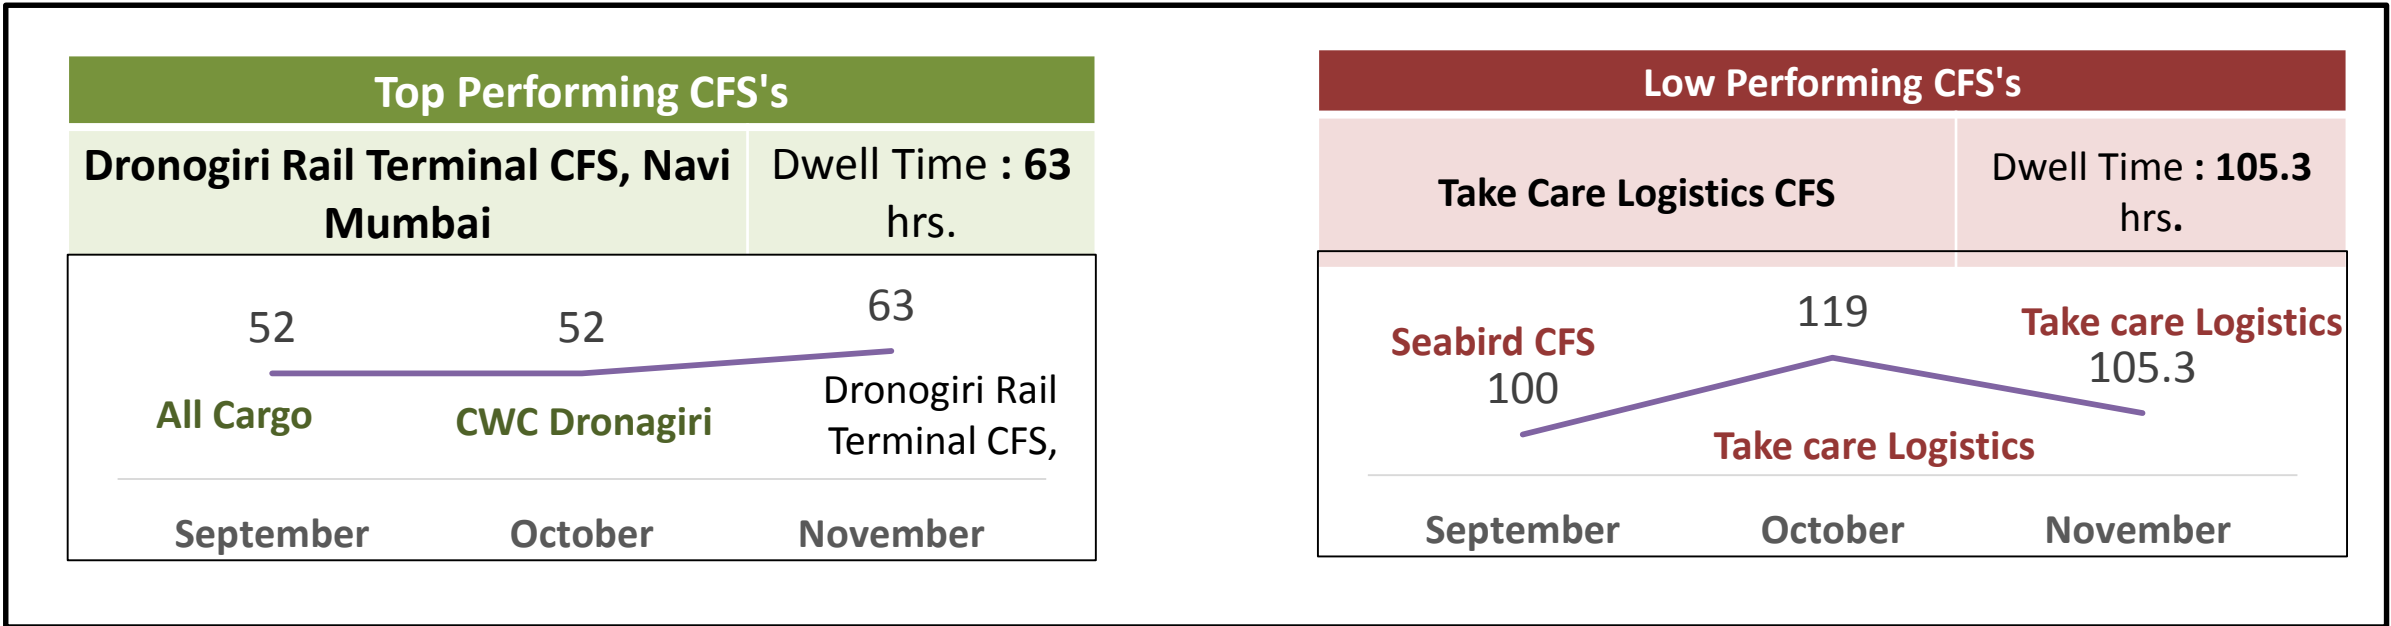 Top Performing CFS's
Dronogiri Rail Terminal CFS, Navi
Mumbai
Dwell Time : 63
hrs.
52
52
63
All Cargo
CWC Dronagiri
Dronogiri Rail
Terminal CFS,
September
October
November
Low Performing CFS's
Take Care Logistics CFS
Dwell Time : 105.3
hrs.
Seabird CFS
100
119
Take care Logistics
Take care Logistics
105.3
September
October
November